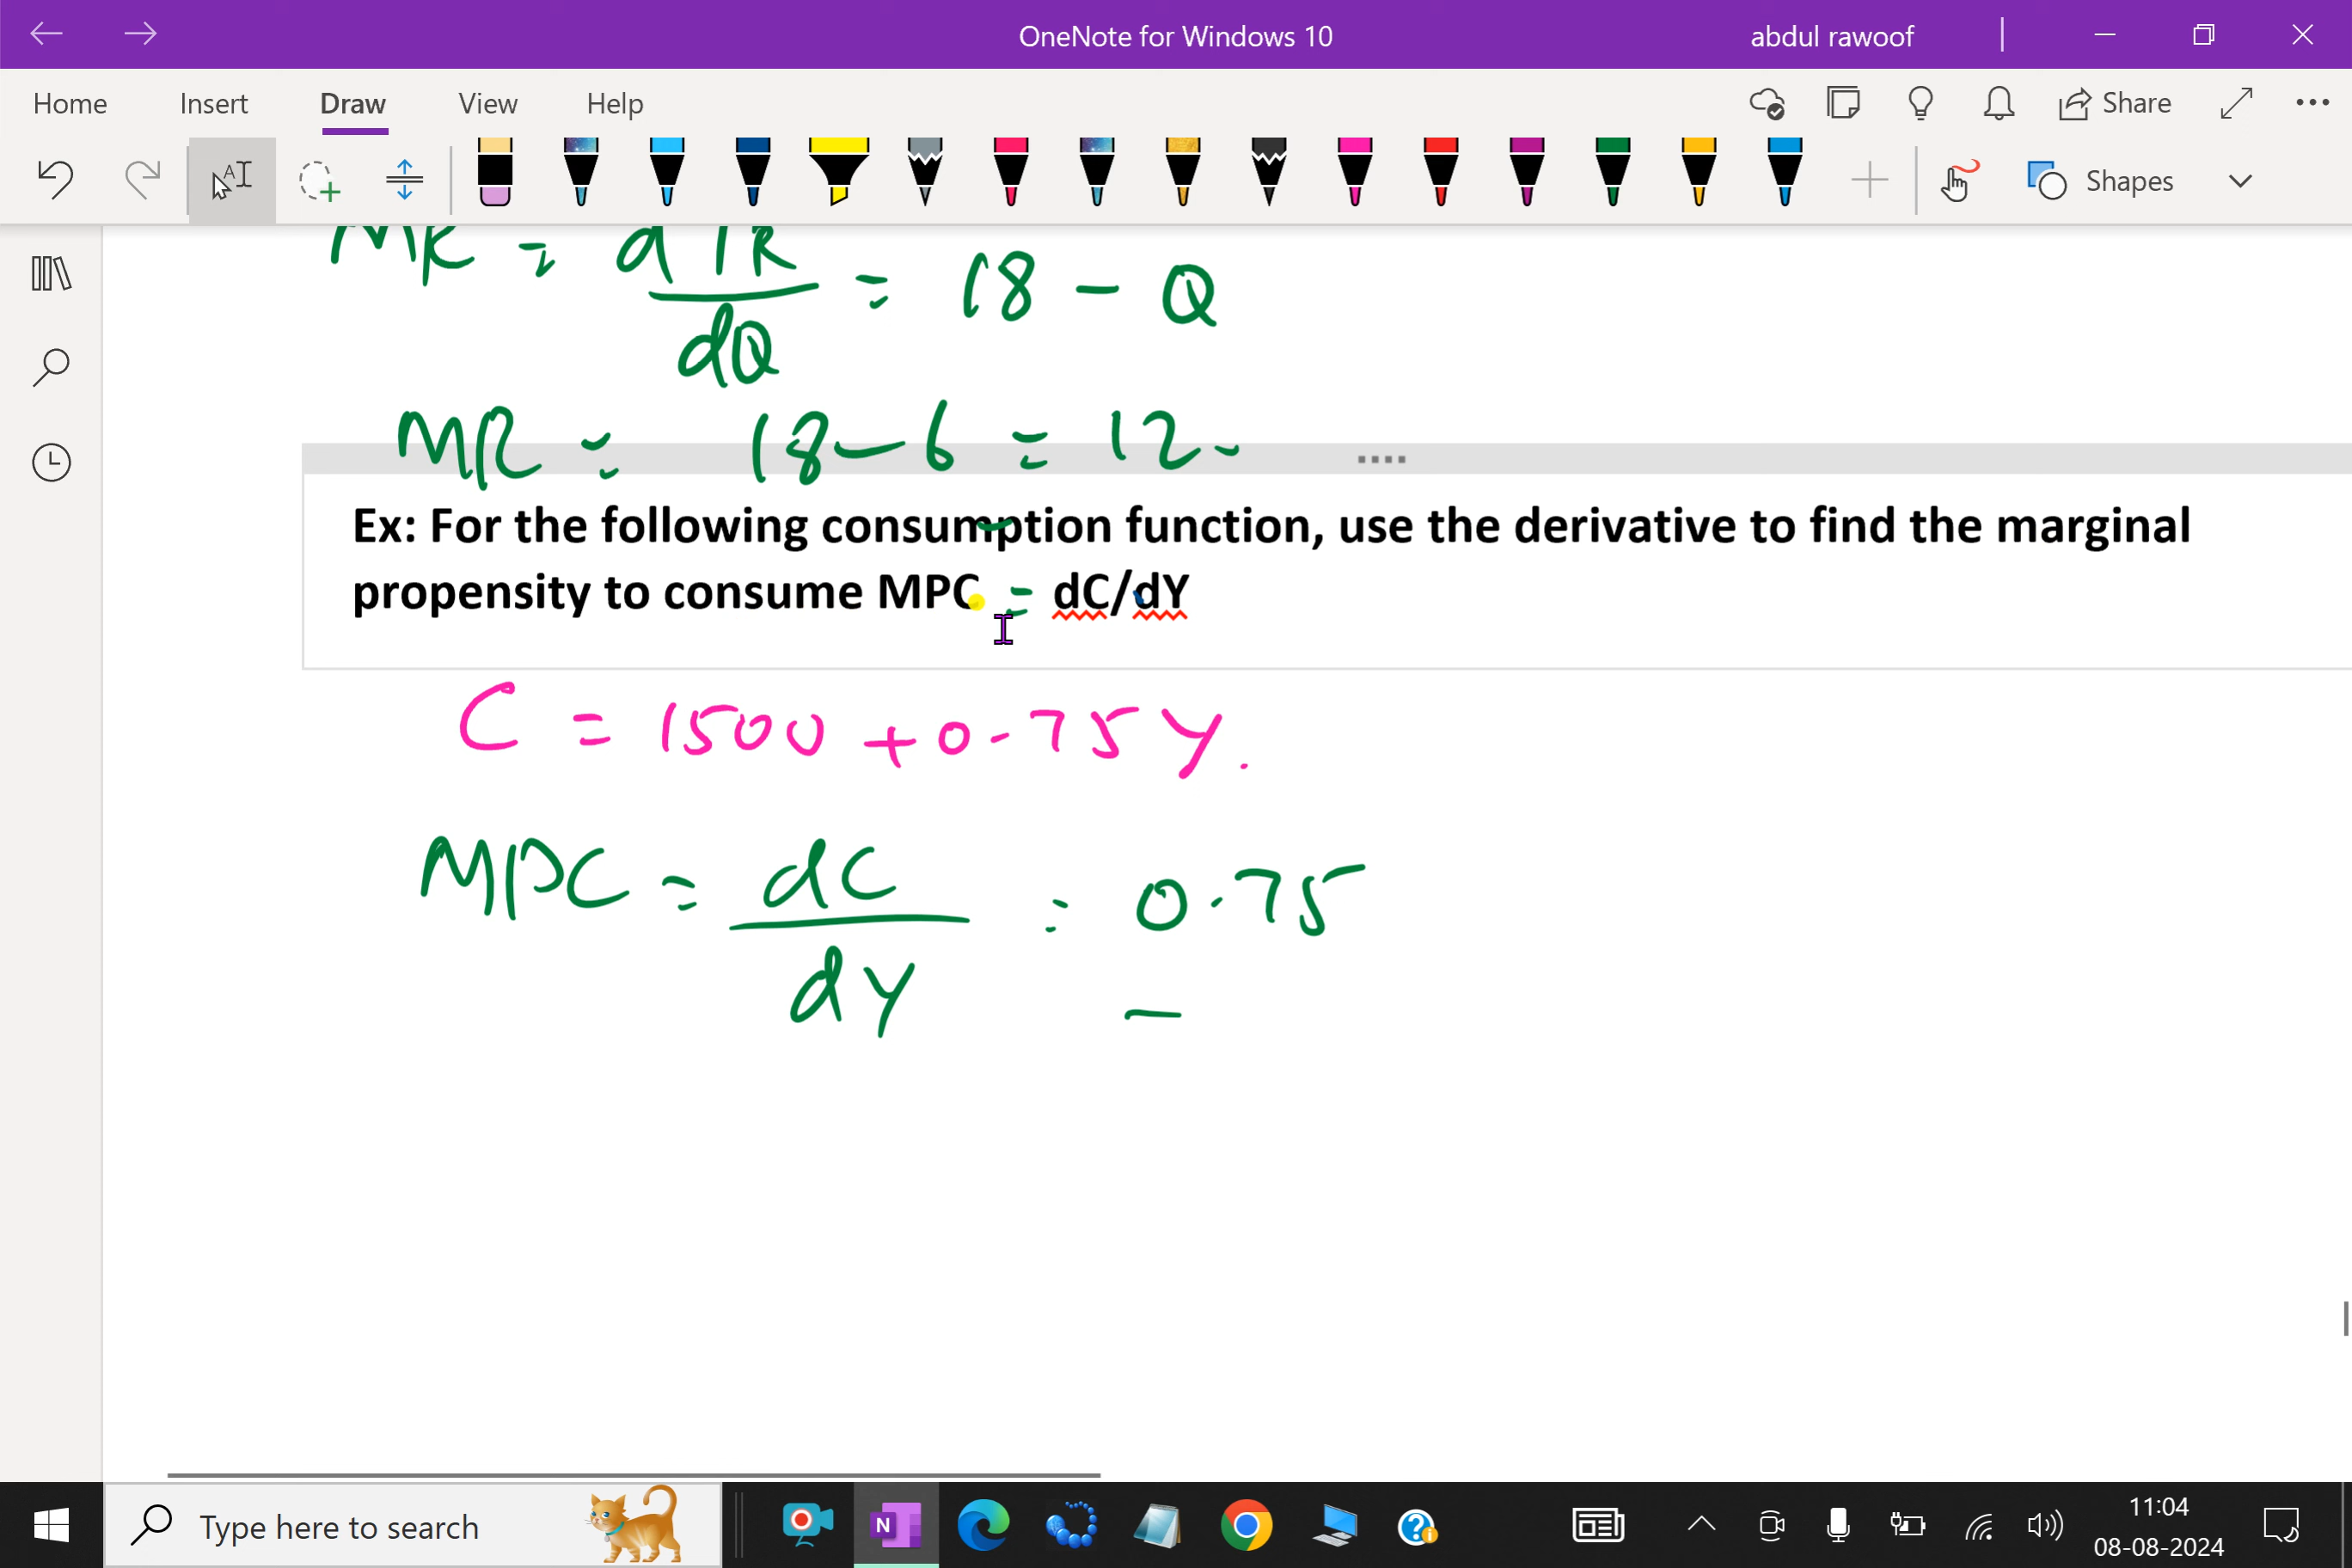 OneNote for Windows 10
abdul rawoof
Home Insert Draw View Help
Share
Shapes
MR = dTR/dQ = 18 - Q
MR = 18 - 6 = 12
Ex: For the following consumption function, use the derivative to find the marginal
propensity to consume MPC = dC/dY
C = 1500 + 0.75 Y.
MPC = dC/dY = 0.75
Type here to search
11:04
08-08-2024